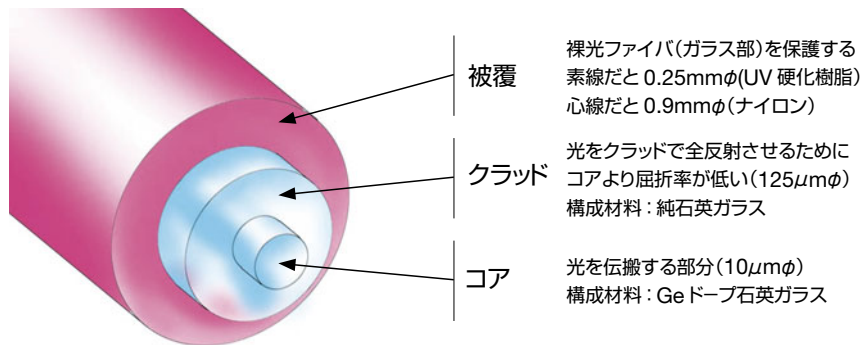 被覆
裸光ファイバ（ガラス部）を保護する
素線だと0.25mmφ(UV硬化樹脂）
心線だと0.9mmφ（ナイロン）
クラッド
光をクラッドで全反射させるために
コアより屈折率が低い（125μmφ）
構成材料：純石英ガラス
コア
光を伝搬する部分（10μmφ）
構成材料：Geドープ石英ガラス